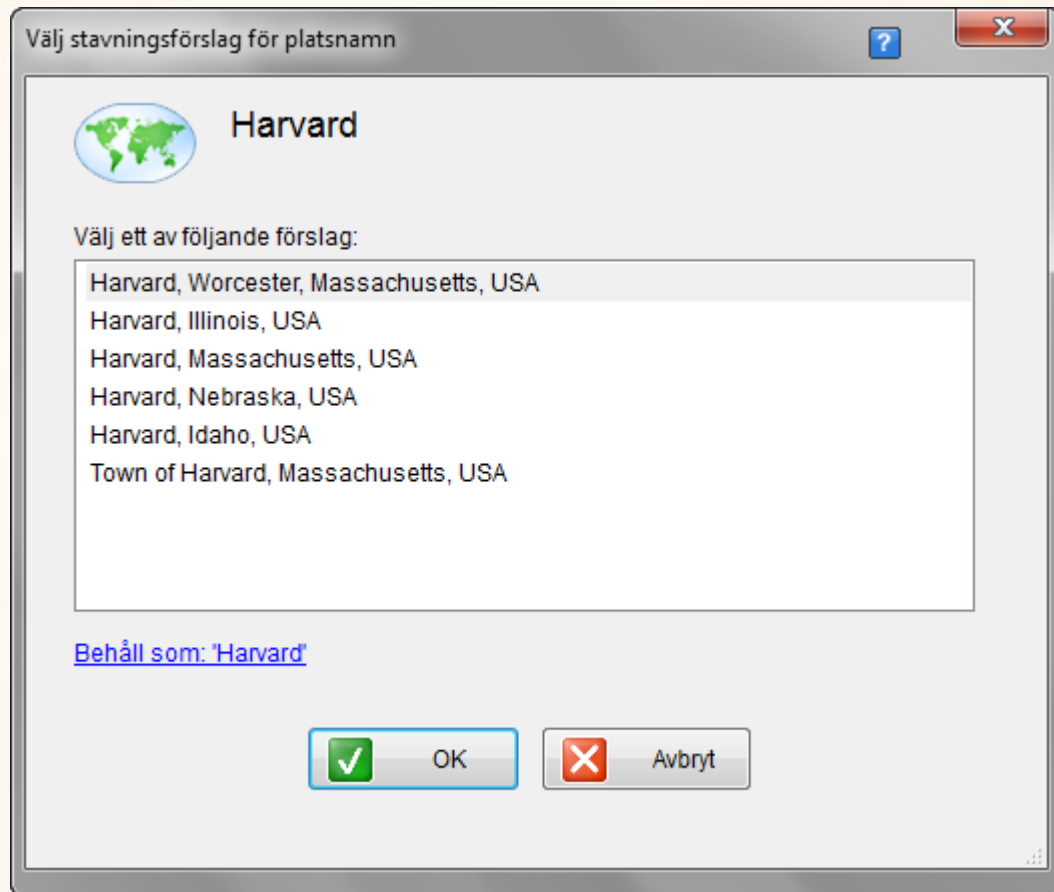 Välj stavningsförslag för platsnamn
?
Harvard
Välj ett av följande förslag:
Harvard, Worcester, Massachusetts, USA
Harvard, Illinois, USA
Harvard, Massachusetts, USA
Harvard, Nebraska, USA
Harvard, Idaho, USA
Town of Harvard, Massachusetts, USA
Behåll som: 'Harvard'
OK
Avbryt